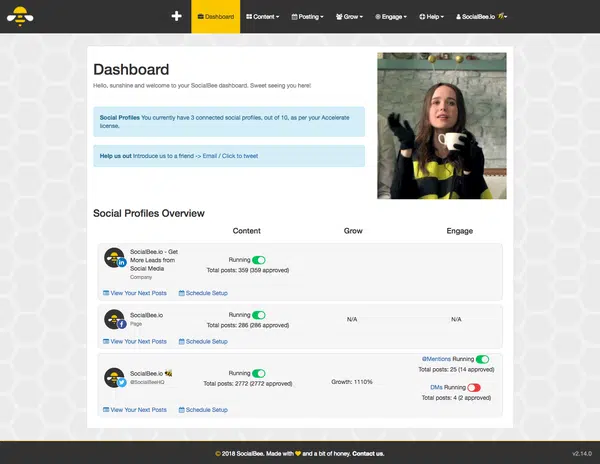 Dashboard
Content
Posting
Grow
Engage
Help
SocialBee.io
Dashboard
Hello, sunshine and welcome to your SocialBee dashboard. Sweet seeing you here!
Social Profiles You currently have 3 connected social profiles, out of 10, as per your Accelerate
license.
Help us out Introduce us to a friend -> Email / Click to tweet
Social Profiles Overview
Content Grow Engage
SocialBee.io - Get
More Leads from
Social Media
Company
Running
Total posts: 359 (359 approved)
View Your Next Posts Schedule Setup
SocialBee.io
Page
Running
Total posts: 286 (286 approved)
N/A
N/A
View Your Next Posts Schedule Setup
SocialBee.io
@SocialBeeHQ
Running
Total posts: 2772 (2772 approved)
Growth: 1110%
@Mentions Running
Total posts: 25 (14 approved)
DMs Running
Total posts: 4 (2 approved)
View Your Next Posts Schedule Setup
© 2018 SocialBee. Made with 🧡 and a bit of honey. Contact us.
v2.14.0